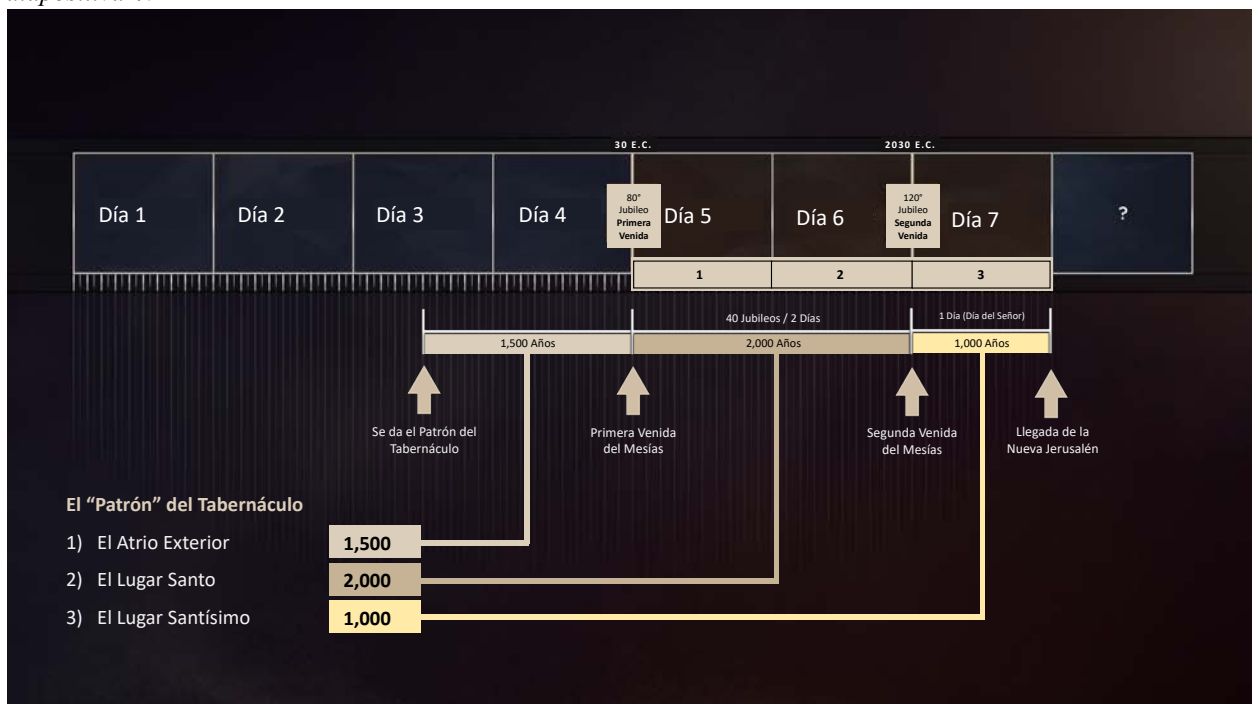 30 E.C.
2030 E.C.
Día 1
Día 2
Día 3
Día 4
80°
Jubileo
Primera
Venida
Día 5
Día 6
120°
Jubileo
Segunda
Venida
Día 7
?
1
2
3
40 Jubileos / 2 Días
1 Día (Día del Señor)
1,500 Años
2,000 Años
1,000 Años
Se da el Patrón del
Tabernáculo
Primera Venida
del Mesías
Segunda Venida
del Mesías
Llegada de la
Nueva Jerusalén
El “Patrón” del Tabernáculo
1) El Atrio Exterior
1,500
2) El Lugar Santo
2,000
3) El Lugar Santísimo
1,000